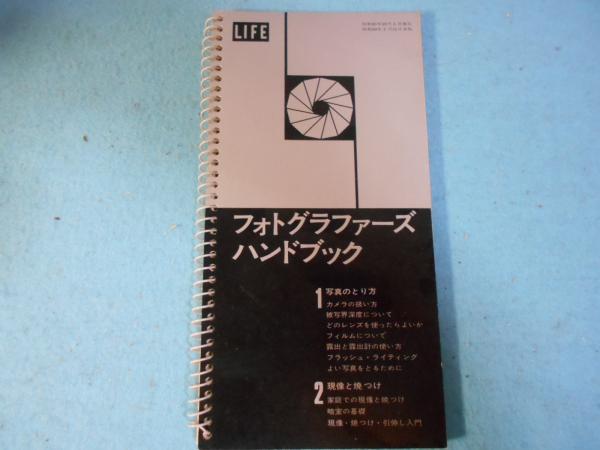 LIFE
フォトグラファーズ
ハンドブック
1 写真のとり方
カメラの扱い方
被写界深度について
どのレンズを使ったらよいか
フィルムについて
露出と露出計の使い方
フラッシュ・ライティング
よい写真をとるために
2 現像と焼つけ
家庭での現像と焼つけ
暗室の基礎
現像・焼つけ・引伸し入門